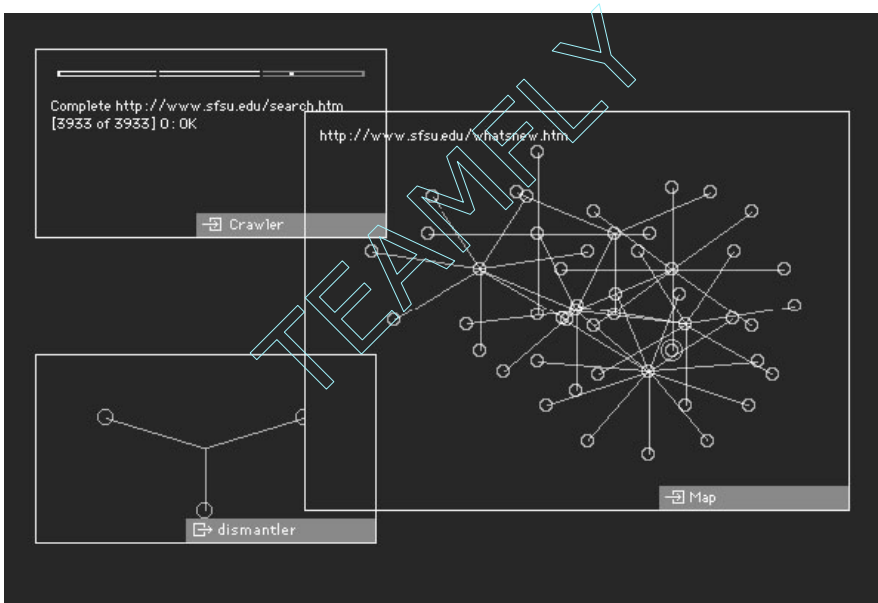 Complete http://www.sfsu.edu/search.htm
[3933 of 3933] 0:OK
Crawler
http://www.sfsu.edu/whatsnew.htm
Map
dismantler
TEAMFLY